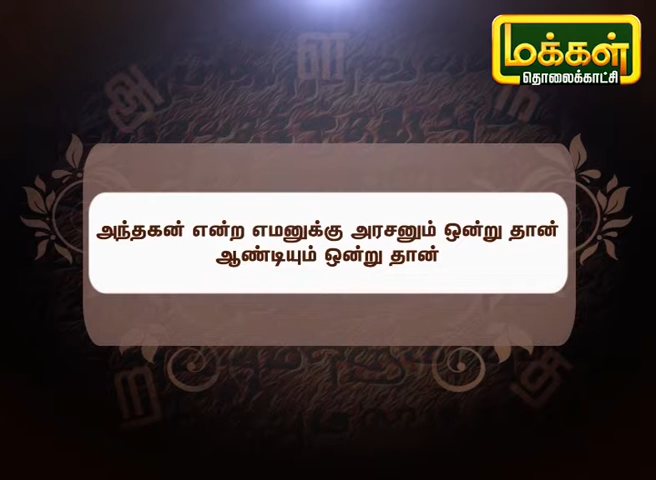 மக்கள்
தொலைக்காட்சி
அந்தகன் என்ற எமனுக்கு அரசனும் ஒன்று தான்
ஆண்டியும் ஒன்று தான்